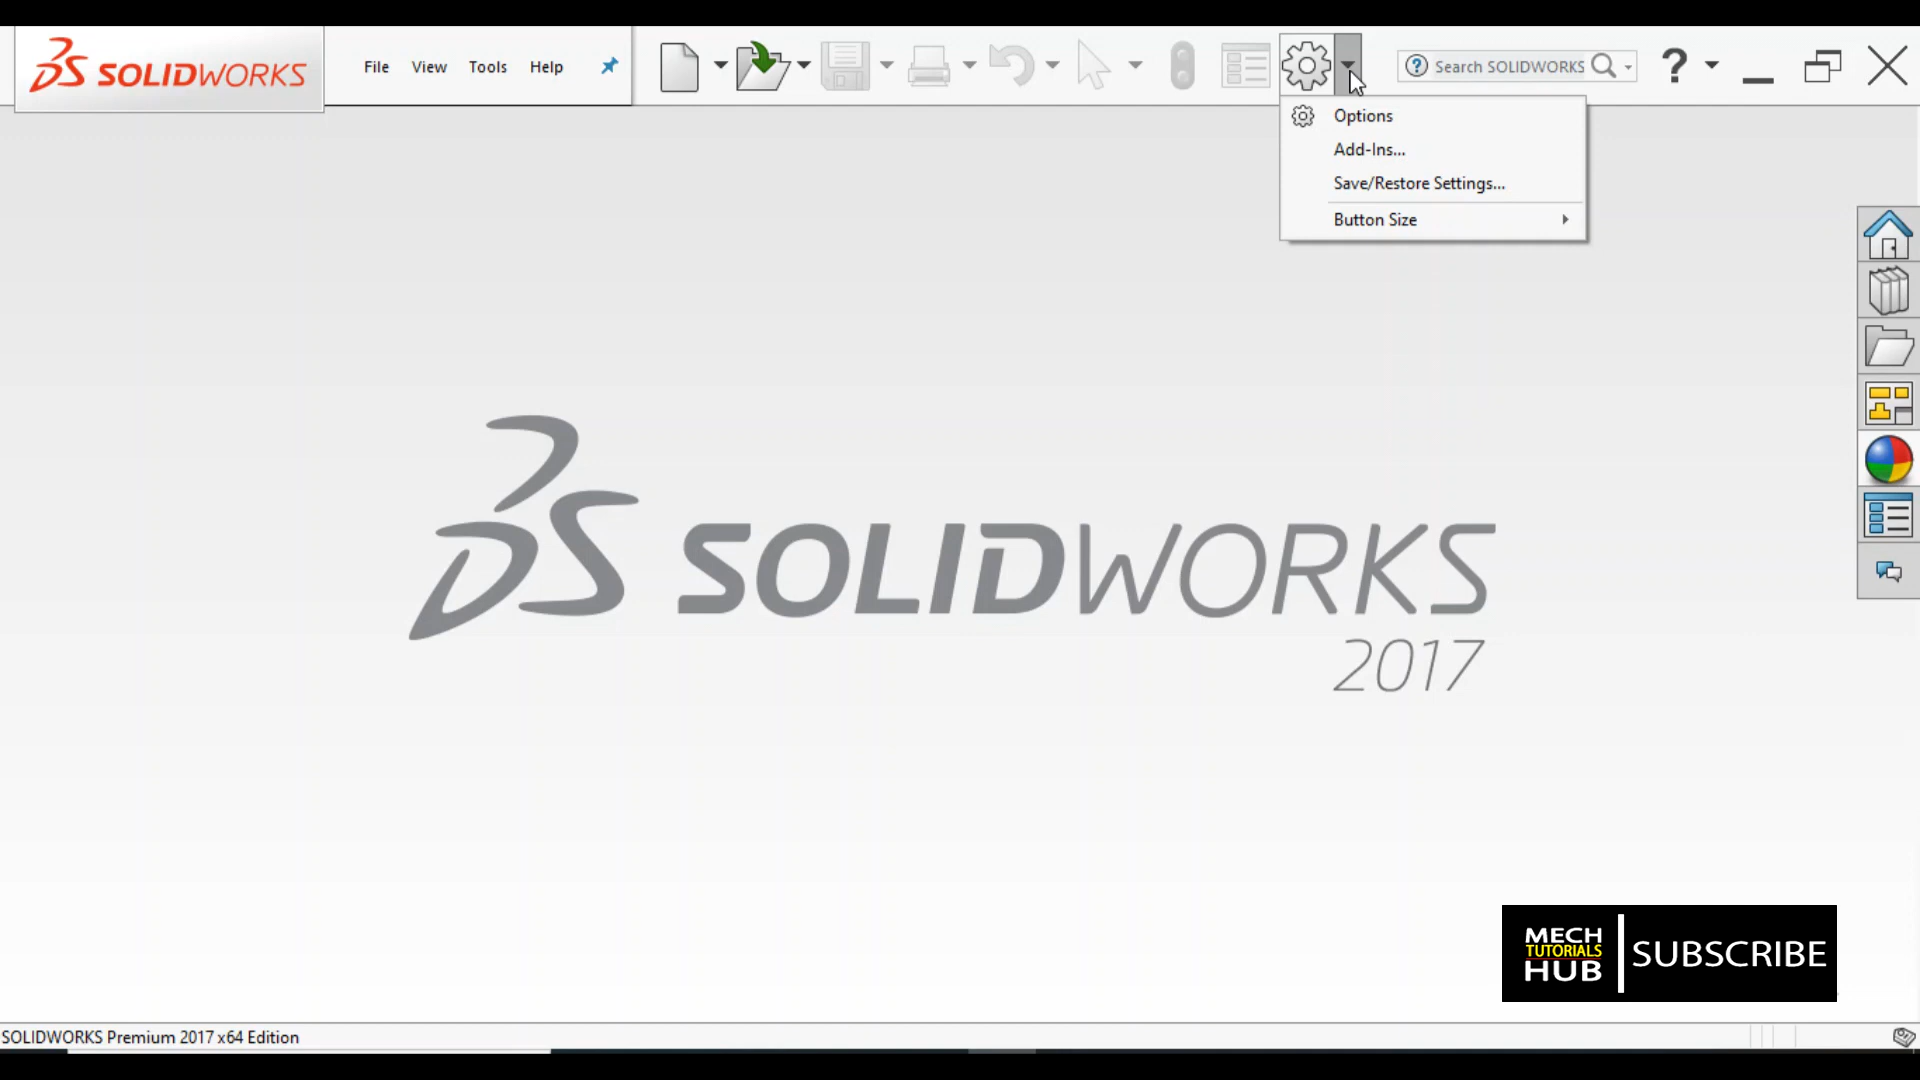 SOLIDWORKS
File View Tools Help
Search SOLIDWORKS
?
Options
Add-Ins...
Save/Restore Settings...
Button Size
SOLIDWORKS
2017
MECH
TUTORIALS
HUB
SUBSCRIBE
SOLIDWORKS Premium 2017 x64 Edition